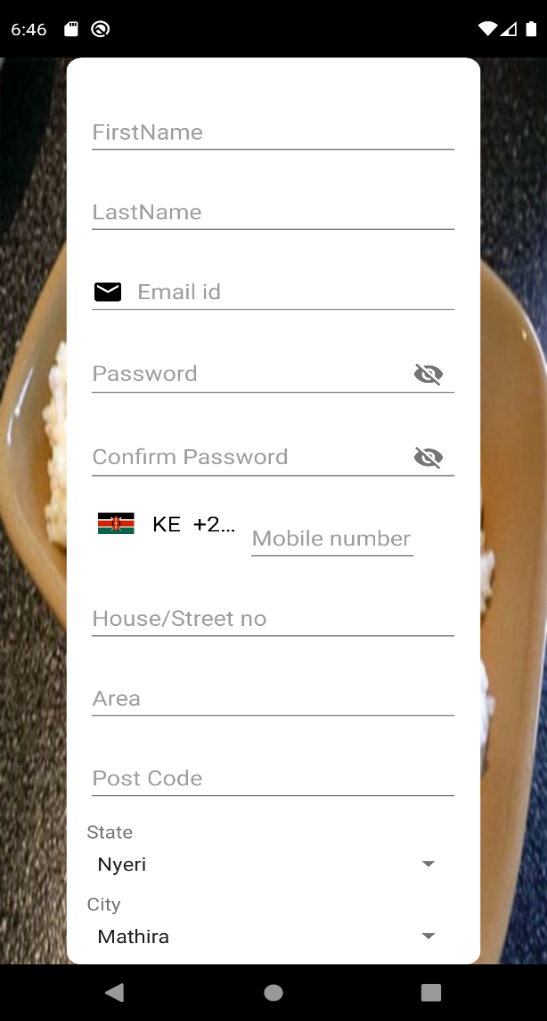 6:46
FirstName
LastName
Email id
Password
Confirm Password
KE +2...
Mobile number
House/Street no
Area
Post Code
State
Nyeri
City
Mathira